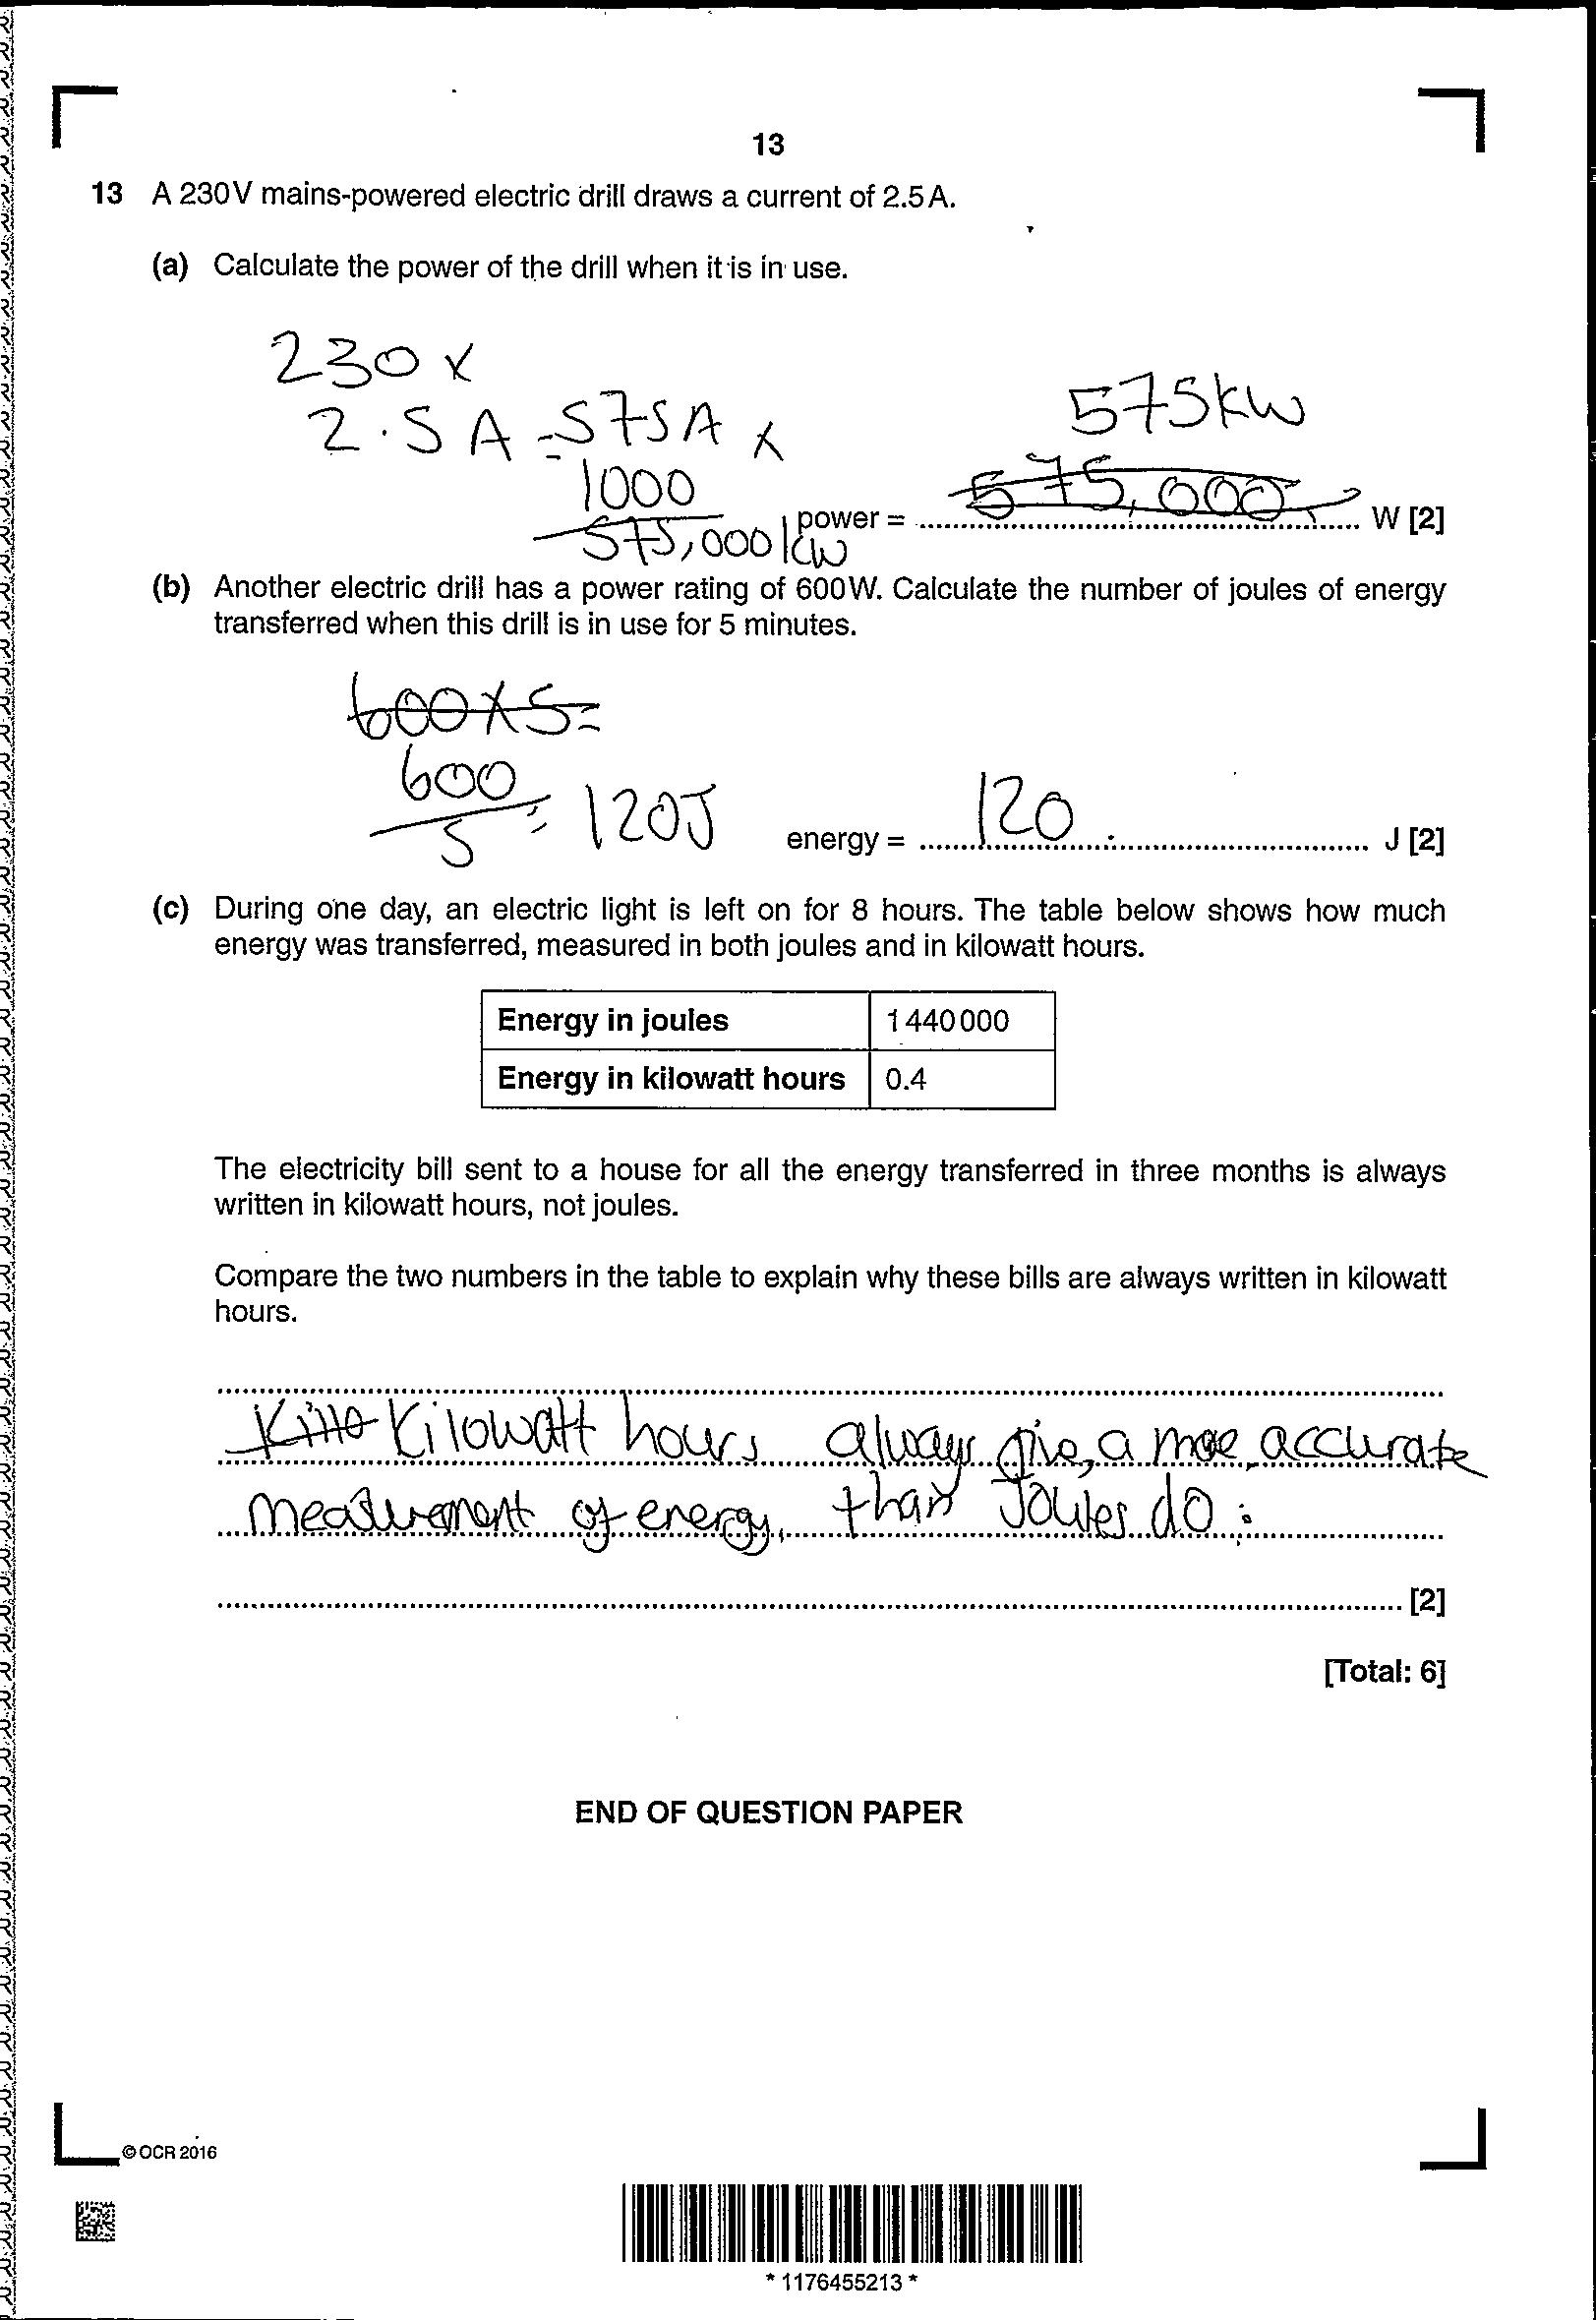 13
13 A 230V mains-powered electric drill draws a current of 2.5A.
(a) Calculate the power of the drill when it is in use.
230 x
2.5 A = 575A x
1000
575,000 kW
575kW
575,000
power = ........ W [2]
(b) Another electric drill has a power rating of 600W. Calculate the number of joules of energy
transferred when this drill is in use for 5 minutes.
600 x 5 =
600
5 = 120J
energy = 120 ........ J [2]
(c) During one day, an electric light is left on for 8 hours. The table below shows how much
energy was transferred, measured in both joules and in kilowatt hours.
Energy in joules 1440000
Energy in kilowatt hours 0.4
The electricity bill sent to a house for all the energy transferred in three months is always
written in kilowatt hours, not joules.
Compare the two numbers in the table to explain why these bills are always written in kilowatt
hours.
Killo Kilowatt hours always give a more accurate
measurement of energy, than Joules do.
[2]
[Total: 6]
END OF QUESTION PAPER
© OCR 2016
* 1176455213 *